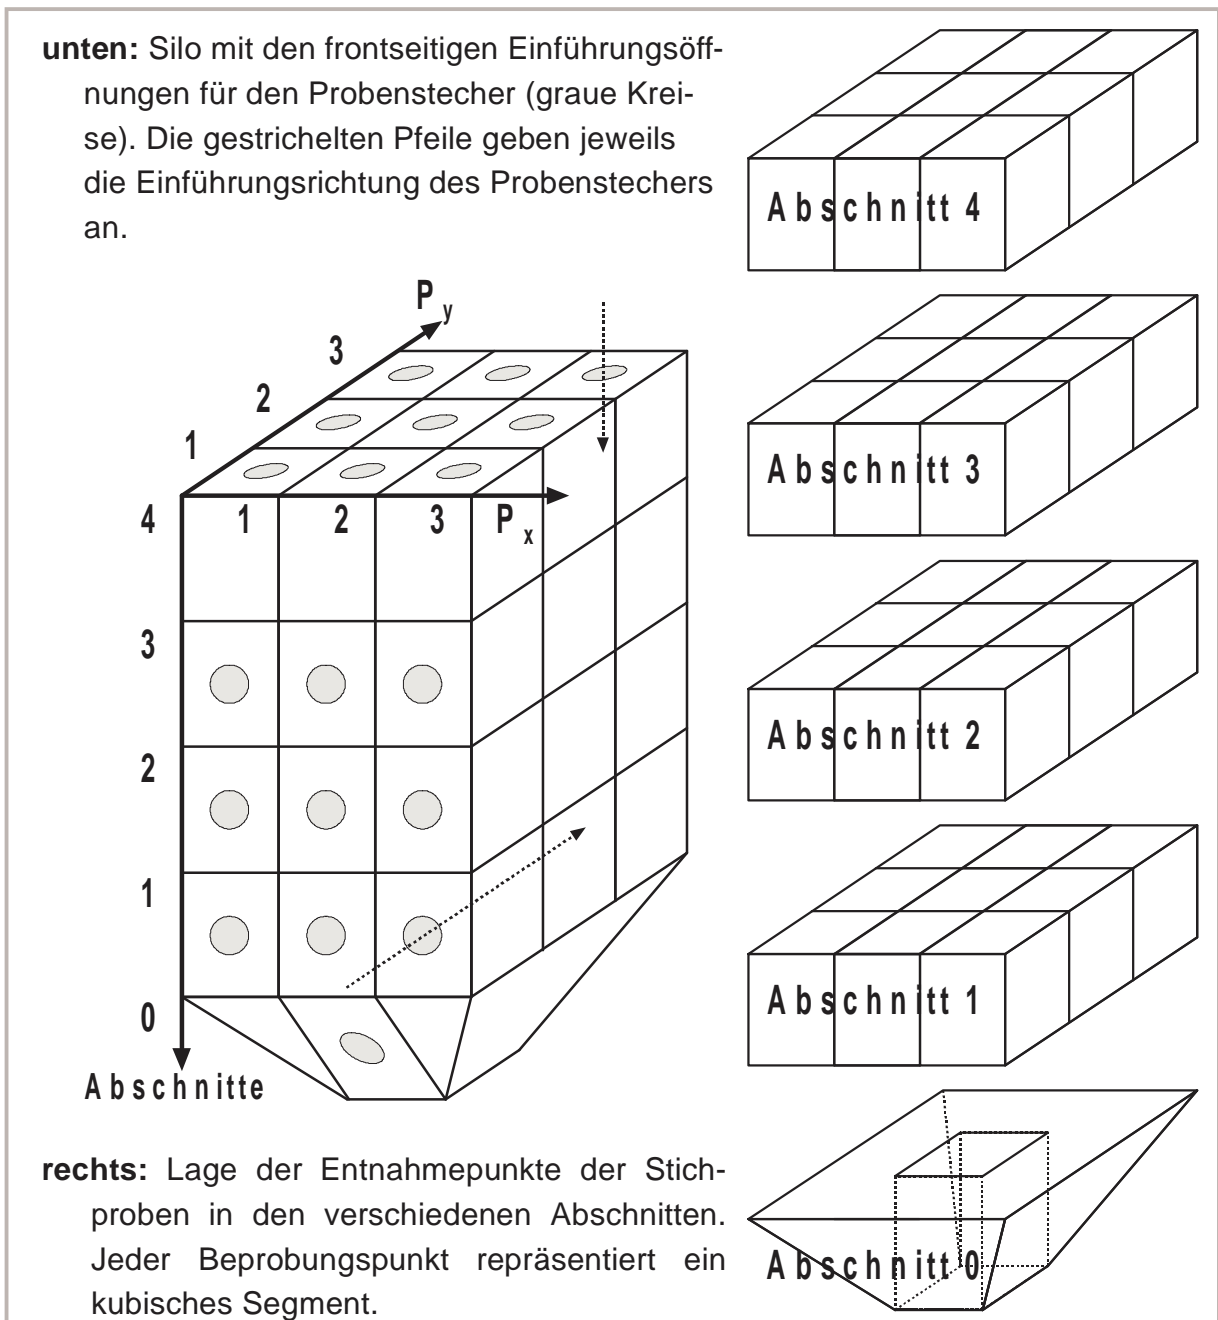 unten: Silo mit den frontseitigen Einführungsöff-
nungen für den Probenstecher (graue Krei-
se). Die gestrichelten Pfeile geben jeweils
die Einführungsrichtung des Probenstechers
an.
P y
3
2
1
4 1 2 3 P x
3
2
1
0
Abschnitte
rechts: Lage der Entnahmepunkte der Stich-
proben in den verschiedenen Abschnitten.
Jeder Beprobungspunkt repräsentiert ein
kubisches Segment.
Abschnitt 4
Abschnitt 3
Abschnitt 2
Abschnitt 1
Abschnitt 0